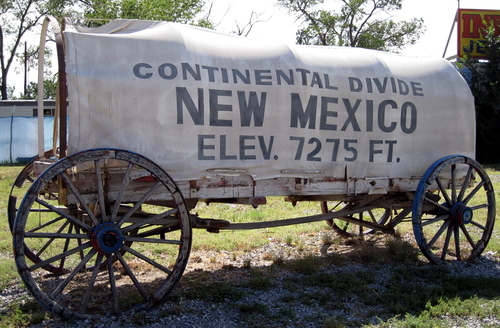 CONTINENTAL DIVIDE
NEW MEXICO
ELEV. 7275 FT.